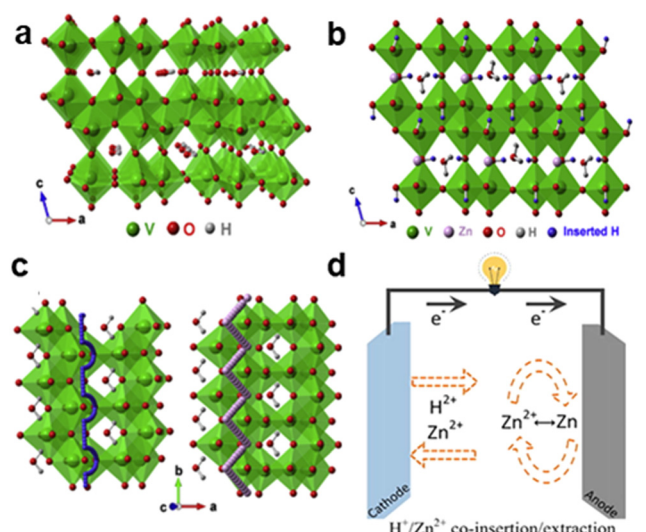 a
b
c
a
V O H
c
a
V Zn O H Inserted H
c
d
b
c
a
e⁻ e⁻
H²⁺
Zn²⁺
Zn²⁺↔Zn
Cathode
Anode
H⁺/Zn²⁺ co-insertion/extraction